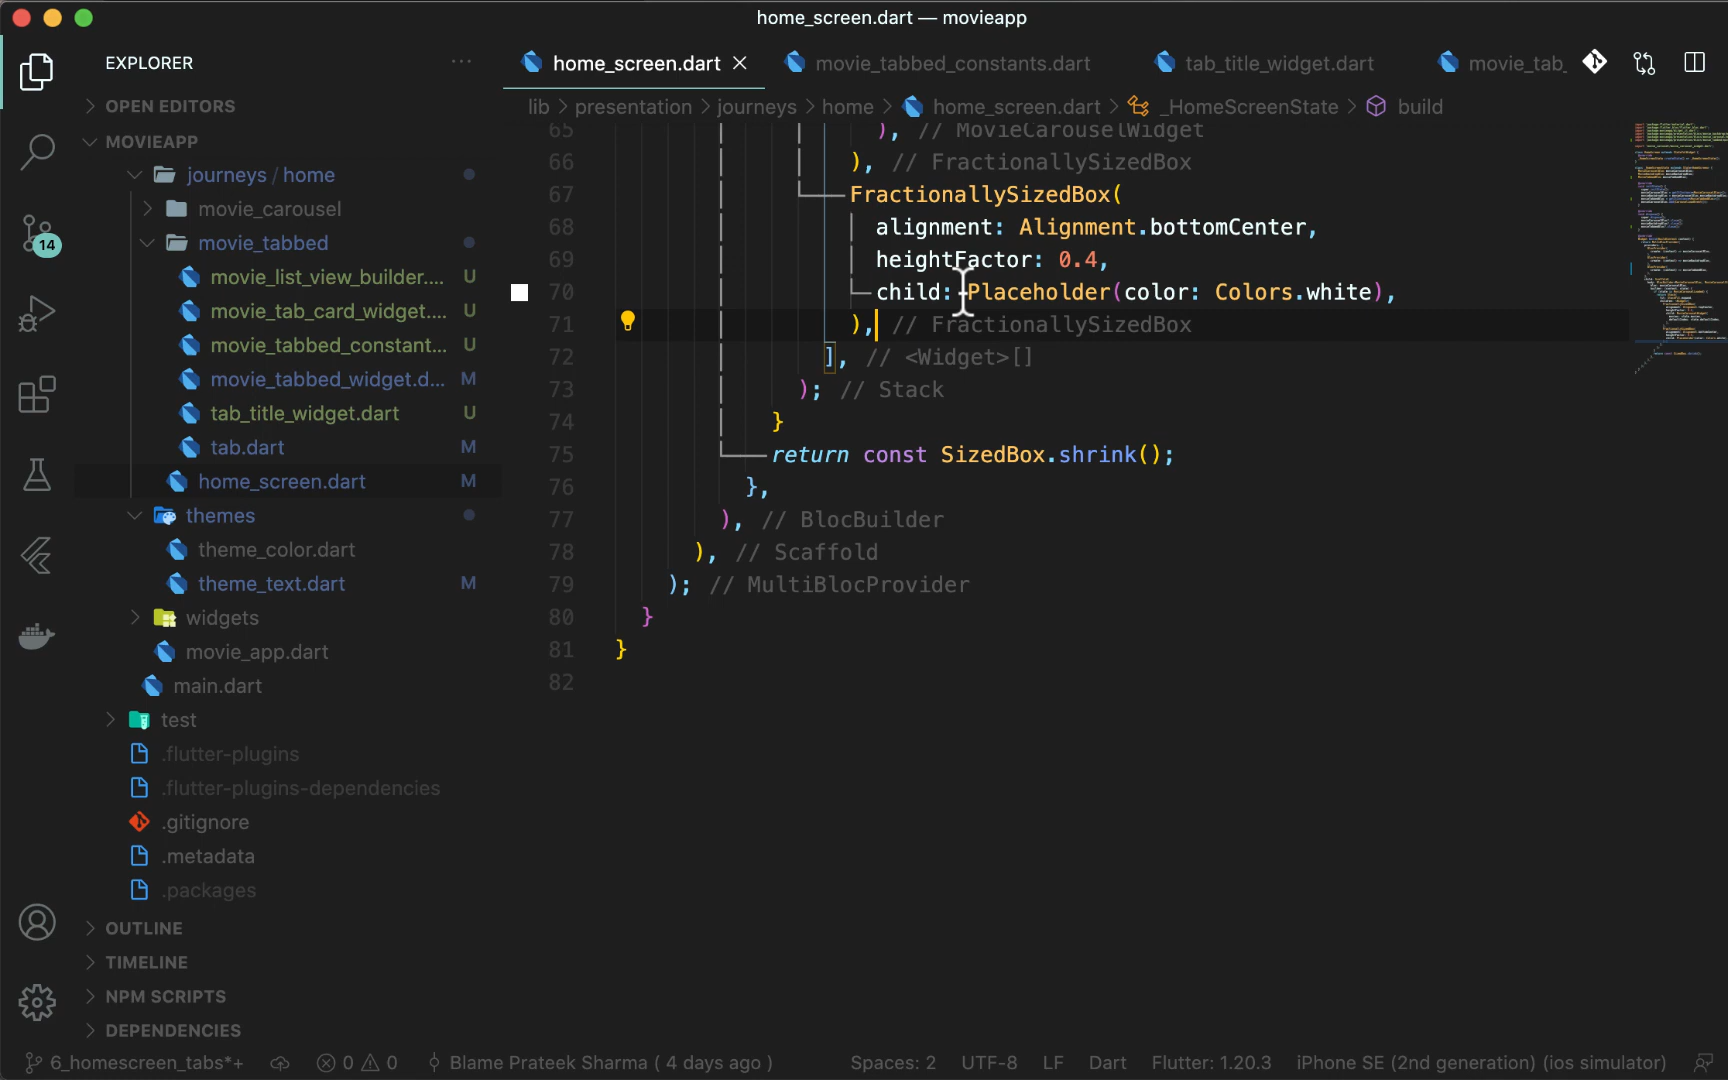 home_screen.dart — movieapp
EXPLORER
···
home_screen.dart
movie_tabbed_constants.dart
tab_title_widget.dart
movie_tab_
OPEN EDITORS
lib > presentation > journeys > home > home_screen.dart > _HomeScreenState > build
MOVIEAPP
journeys / home
movie_carousel
movie_tabbed
movie_list_view_builder.... U
movie_tab_card_widget.... U
movie_tabbed_constant... U
movie_tabbed_widget.d... M
tab_title_widget.dart U
tab.dart M
home_screen.dart M
themes
theme_color.dart
theme_text.dart M
widgets
movie_app.dart
main.dart
test
.flutter-plugins
.flutter-plugins-dependencies
.gitignore
.metadata
.packages
OUTLINE
TIMELINE
NPM SCRIPTS
DEPENDENCIES
14
65 ), // MovieCarouselWidget
66 ), // FractionallySizedBox
67 FractionallySizedBox(
68 alignment: Alignment.bottomCenter,
69 heightFactor: 0.4,
70 child: Placeholder(color: Colors.white),
71 ), // FractionallySizedBox
72 ], // <Widget>[]
73 ); // Stack
74 }
75 return const SizedBox.shrink();
76 },
77 ), // BlocBuilder
78 ), // Scaffold
79 ); // MultiBlocProvider
80 }
81 }
82
6_homescreen_tabs*+ 0 0 Blame Prateek Sharma ( 4 days ago ) Spaces: 2 UTF-8 LF Dart Flutter: 1.20.3 iPhone SE (2nd generation) (ios simulator)